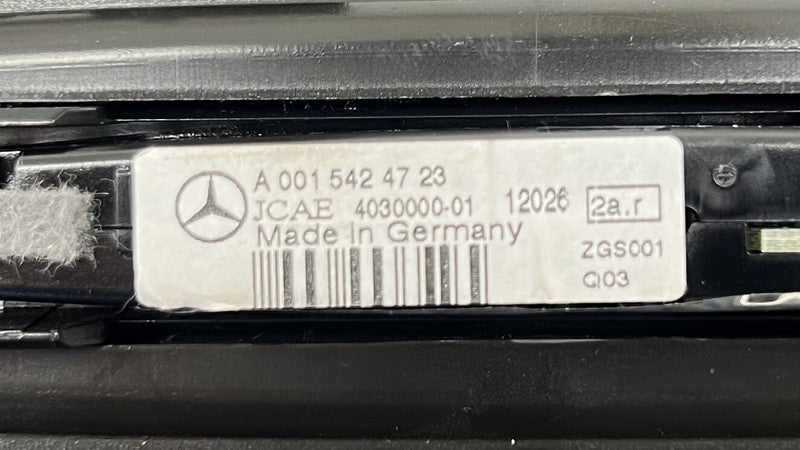 A 001 542 47 23
JCAE 4030000-01 12026 2a.r
Made in Germany
ZGS001
Q03